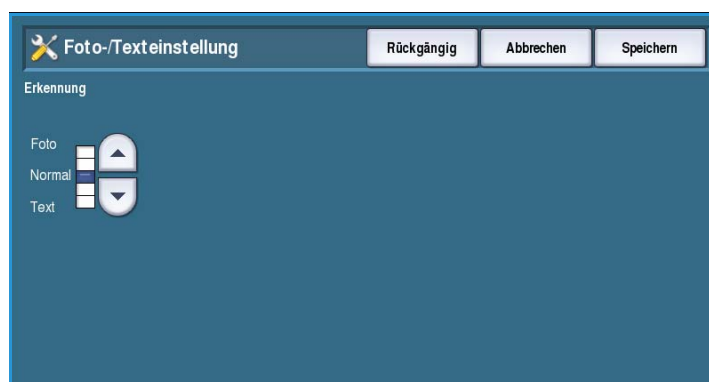 Foto-/Texteinstellung
Rückgängig
Abbrechen
Speichern
Erkennung
Foto
Normal
Text